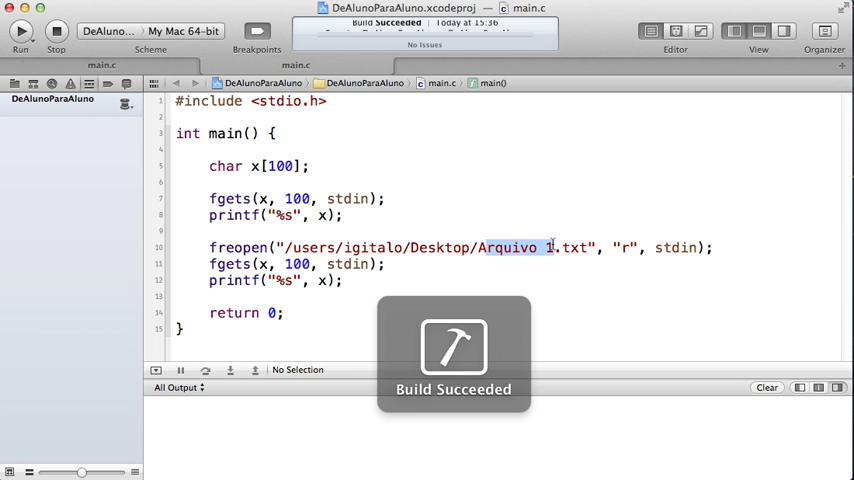 DeAlunoParaAluno.xcodeproj › main.c
Run
Stop
DeAluno... › My Mac 64-bit
Scheme
Breakpoints
Build Succeeded | Today at 15:36
No Issues
Editor
View
Organizer
main.c
main.c
DeAlunoParaAluno › DeAlunoParaAluno › main.c › f main()
DeAlunoParaAluno
1 #include <stdio.h>
2
3 int main() {
4
5 char x[100];
6
7 fgets(x, 100, stdin);
8 printf("%s", x);
9
10 freopen("/users/igitalo/Desktop/Arquivo 1.txt", "r", stdin);
11 fgets(x, 100, stdin);
12 printf("%s", x);
13
14 return 0;
15 }
Build Succeeded
No Selection
All Output
Clear